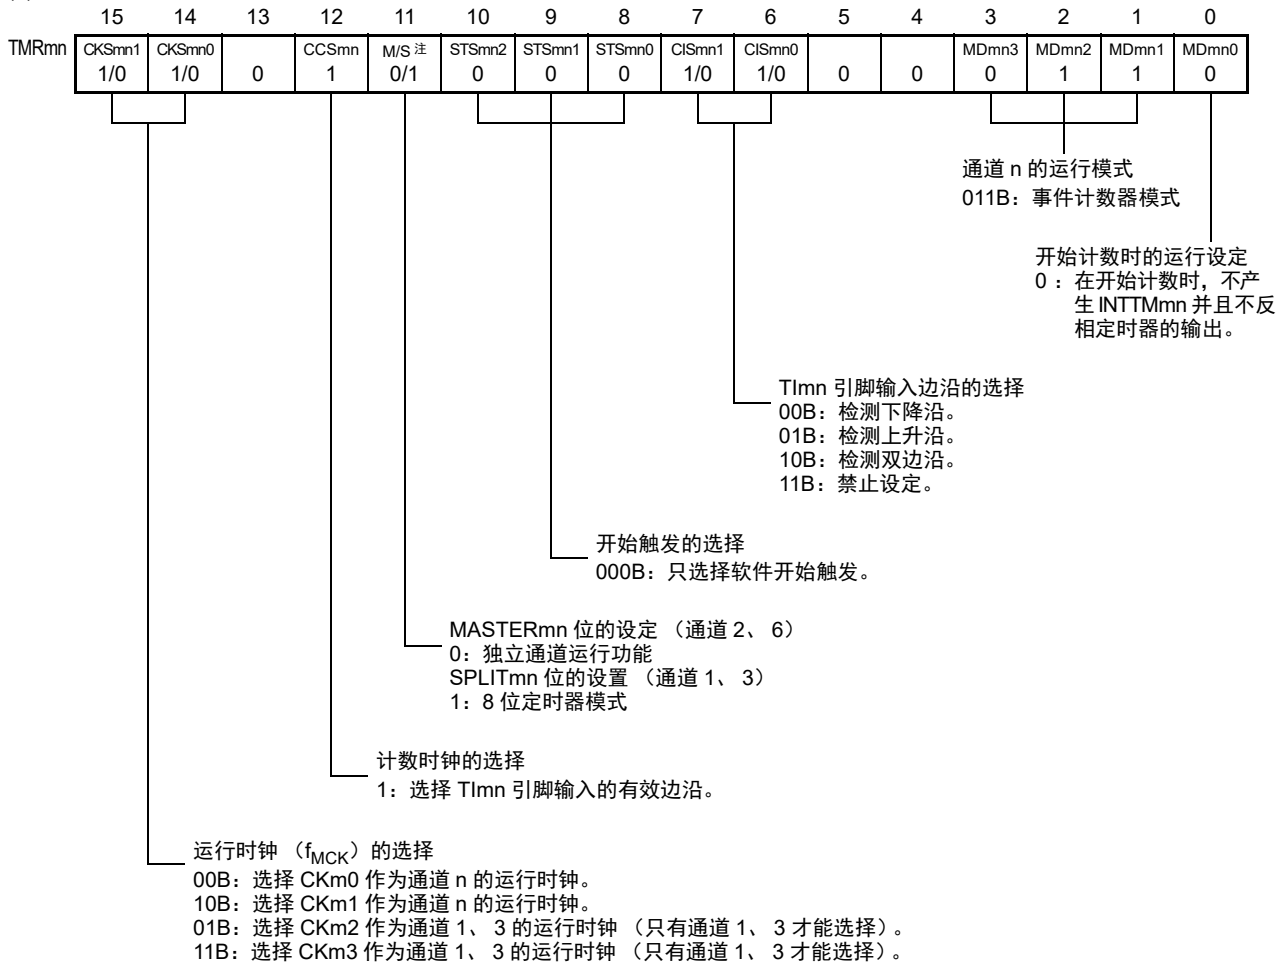 15 14 13 12 11 10 9 8 7 6 5 4 3 2 1 0
TMRmn CKSmn1 CKSmn0 CCSmn M/S 注 STSmn2 STSmn1 STSmn0 CISmn1 CISmn0 MDmn3 MDmn2 MDmn1 MDmn0
1/0 1/0 0 1 0/1 0 0 0 1/0 1/0 0 0 0 1 1 0
通道 n 的运行模式
011B：事件计数器模式
开始计数时的运行设定
0 ：在开始计数时，不产
生 INTTMmn 并且不反
相定时器的输出。
TImn 引脚输入边沿的选择
00B：检测下降沿。
01B：检测上升沿。
10B：检测双边沿。
11B：禁止设定。
开始触发的选择
000B：只选择软件开始触发。
MASTERmn 位的设定 （通道 2、 6）
0：独立通道运行功能
SPLITmn 位的设置 （通道 1、 3）
1：8 位定时器模式
计数时钟的选择
1：选择 TImn 引脚输入的有效边沿。
运行时钟 （fMCK）的选择
00B：选择 CKm0 作为通道 n 的运行时钟。
10B：选择 CKm1 作为通道 n 的运行时钟。
01B：选择 CKm2 作为通道 1、 3 的运行时钟 （只有通道 1、 3 才能选择）。
11B：选择 CKm3 作为通道 1、 3 的运行时钟 （只有通道 1、 3 才能选择）。